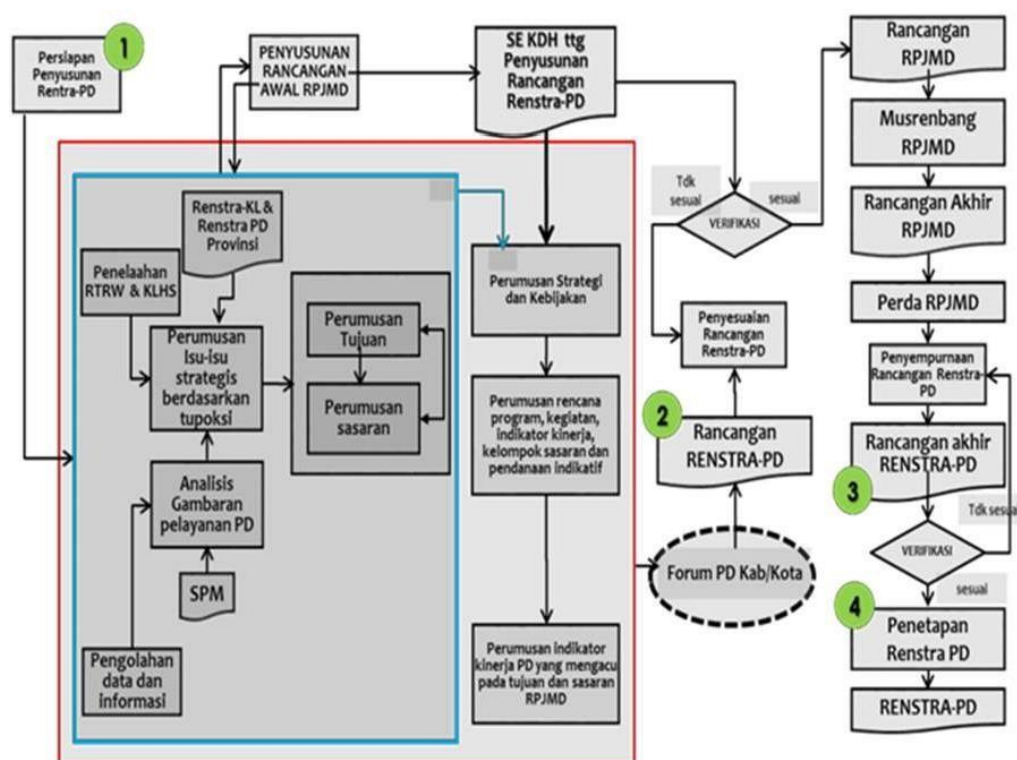 1
Persiapan
Penyusunan
Rentra-PD
PENYUSUNAN
RANCANGAN
AWAL RPJMD
SE KDH ttg
Penyusunan
Rancangan
Renstra-PD
Renstra-KL &
Renstra PD
Provinsi
Penelaahan
RTRW & KLHS
Perumusan
Isu-isu
strategis
berdasarkan
tupoksi
Perumusan
Tujuan
Perumusan
sasaran
Analisis
Gambaran
pelayanan PD
SPM
Pengolahan
data dan
informasi
Perumusan Strategi
dan Kebijakan
Perumusan rencana
program, kegiatan,
indikator kinerja,
kelompok sasaran dan
pendanaan indikatif
Perumusan indikator
kinerja PD yang mengacu
pada tujuan dan sasaran
RPJMD
Tdk
sesuai
sesuai
VERIFIKASI
Penyesuaian
Rancangan
Renstra-PD
2
Rancangan
RENSTRA-PD
Forum PD Kab/Kota
Rancangan
RPJMD
Musrenbang
RPJMD
Rancangan Akhir
RPJMD
Perda RPJMD
Penyempurnaan
Rancangan Renstra-
PD
Rancangan akhir
RENSTRA-PD
3
Tdk sesuai
VERIFIKASI
sesuai
4
Penetapan
Renstra PD
RENSTRA-PD